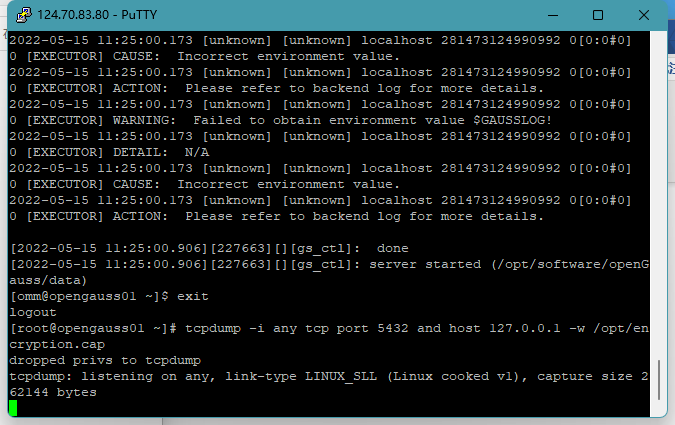 124.70.83.80 - PuTTY
2022-05-15 11:25:00.173 [unknown] [unknown] localhost 281473124990992 0[0:0#0]
0 [EXECUTOR] CAUSE:  Incorrect environment value.
2022-05-15 11:25:00.173 [unknown] [unknown] localhost 281473124990992 0[0:0#0]
0 [EXECUTOR] ACTION:  Please refer to backend log for more details.
2022-05-15 11:25:00.173 [unknown] [unknown] localhost 281473124990992 0[0:0#0]
0 [EXECUTOR] WARNING:  Failed to obtain environment value $GAUSSLOG!
2022-05-15 11:25:00.173 [unknown] [unknown] localhost 281473124990992 0[0:0#0]
0 [EXECUTOR] DETAIL:  N/A
2022-05-15 11:25:00.173 [unknown] [unknown] localhost 281473124990992 0[0:0#0]
0 [EXECUTOR] CAUSE:  Incorrect environment value.
2022-05-15 11:25:00.173 [unknown] [unknown] localhost 281473124990992 0[0:0#0]
0 [EXECUTOR] ACTION:  Please refer to backend log for more details.
[2022-05-15 11:25:00.906][227663][][gs_ctl]:  done
[2022-05-15 11:25:00.906][227663][][gs_ctl]: server started (/opt/software/openG
auss/data)
[omm@opengauss01 ~]$ exit
logout
[root@opengauss01 ~]# tcpdump -i any tcp port 5432 and host 127.0.0.1 -w /opt/en
cryption.cap
dropped privs to tcpdump
tcpdump: listening on any, link-type LINUX_SLL (Linux cooked v1), capture size 2
62144 bytes